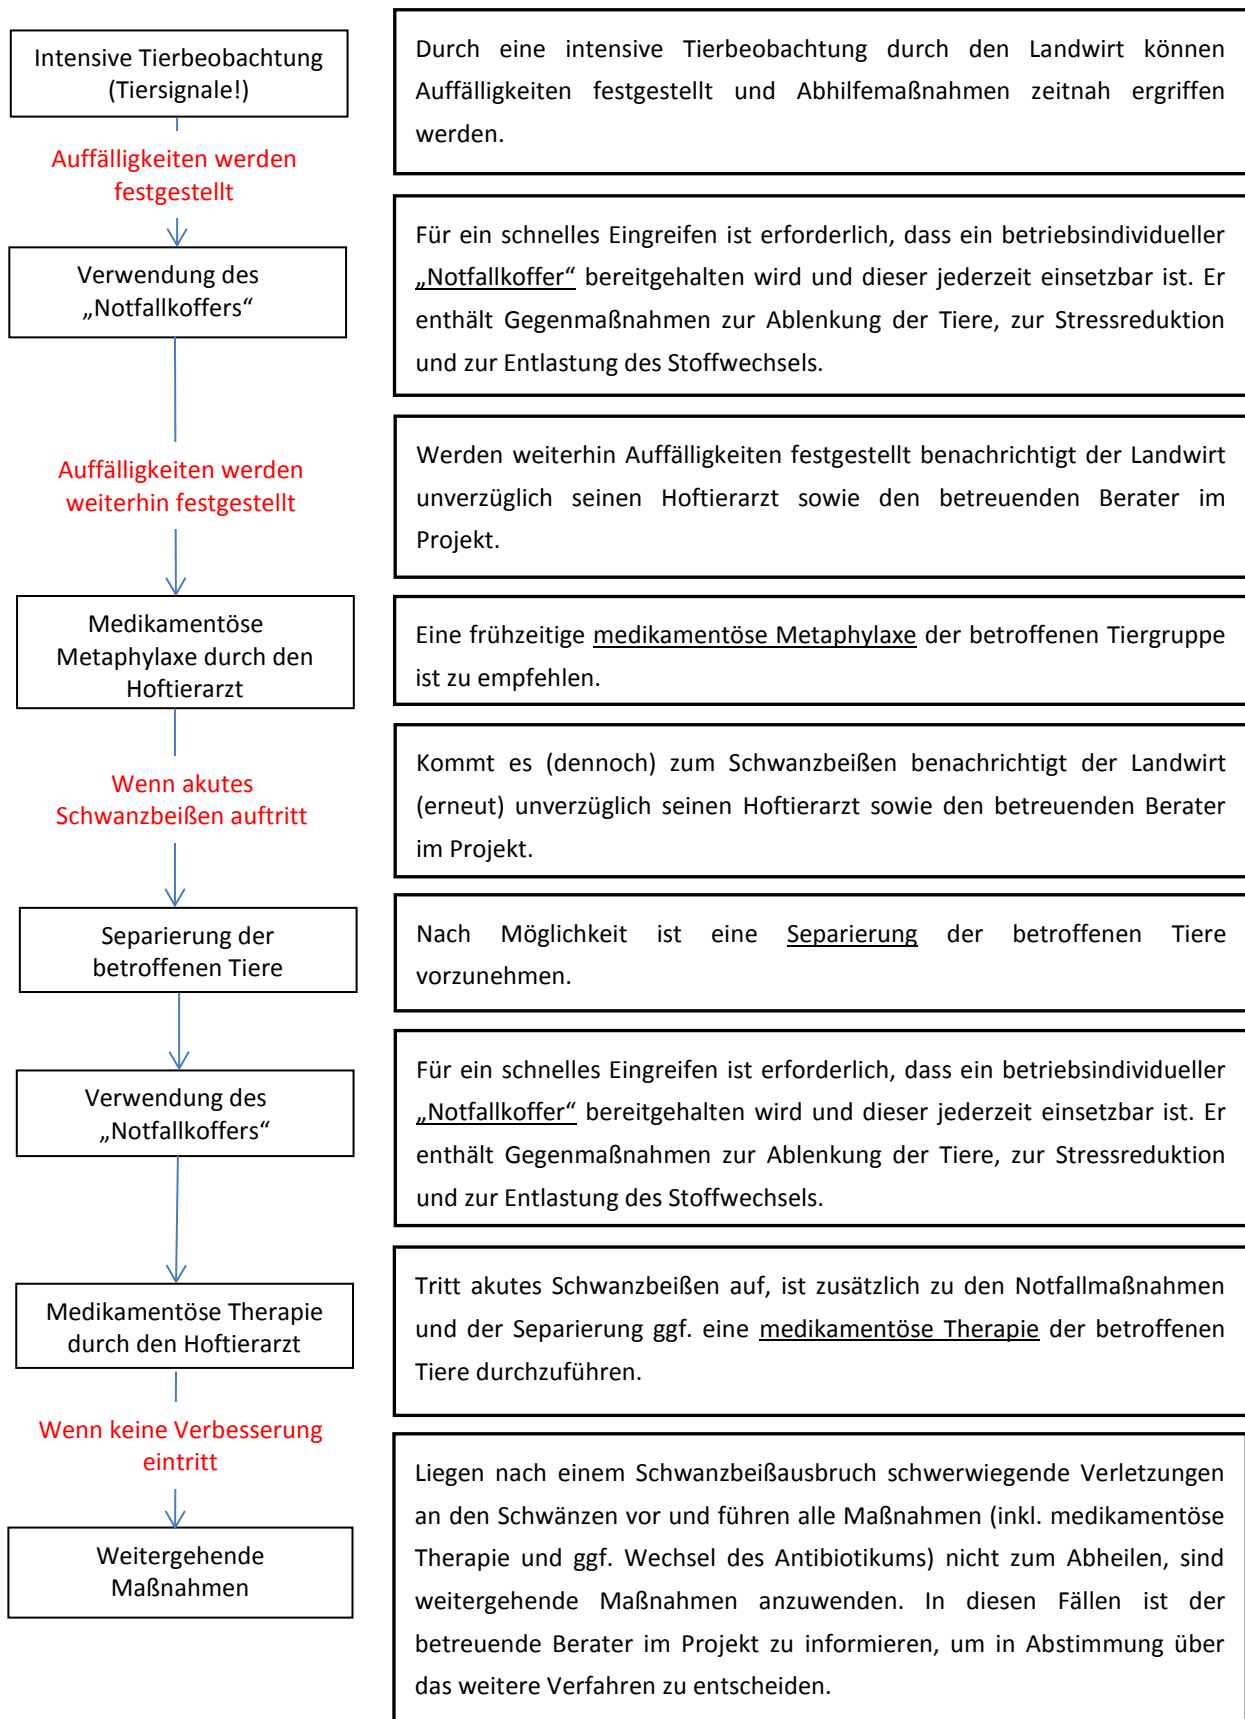 Intensive Tierbeobachtung
(Tiersignale!)
Durch eine intensive Tierbeobachtung durch den Landwirt können
Auffälligkeiten festgestellt und Abhilfemaßnahmen zeitnah ergriffen
werden.
Auffälligkeiten werden
festgestellt
Verwendung des
„Notfallkoffers“
Für ein schnelles Eingreifen ist erforderlich, dass ein betriebsindividueller
„Notfallkoffer“ bereitgehalten wird und dieser jederzeit einsetzbar ist. Er
enthält Gegenmaßnahmen zur Ablenkung der Tiere, zur Stressreduktion
und zur Entlastung des Stoffwechsels.
Auffälligkeiten werden
weiterhin festgestellt
Werden weiterhin Auffälligkeiten festgestellt benachrichtigt der Landwirt
unverzüglich seinen Hoftierarzt sowie den betreuenden Berater im
Projekt.
Medikamentöse
Metaphylaxe durch den
Hoftierarzt
Eine frühzeitige medikamentöse Metaphylaxe der betroffenen Tiergruppe
ist zu empfehlen.
Wenn akutes
Schwanzbeißen auftritt
Kommt es (dennoch) zum Schwanzbeißen benachrichtigt der Landwirt
(erneut) unverzüglich seinen Hoftierarzt sowie den betreuenden Berater
im Projekt.
Separierung der
betroffenen Tiere
Nach Möglichkeit ist eine Separierung der betroffenen Tiere
vorzunehmen.
Verwendung des
„Notfallkoffers“
Für ein schnelles Eingreifen ist erforderlich, dass ein betriebsindividueller
„Notfallkoffer“ bereitgehalten wird und dieser jederzeit einsetzbar ist. Er
enthält Gegenmaßnahmen zur Ablenkung der Tiere, zur Stressreduktion
und zur Entlastung des Stoffwechsels.
Medikamentöse Therapie
durch den Hoftierarzt
Tritt akutes Schwanzbeißen auf, ist zusätzlich zu den Notfallmaßnahmen
und der Separierung ggf. eine medikamentöse Therapie der betroffenen
Tiere durchzuführen.
Wenn keine Verbesserung
eintritt
Weitergehende
Maßnahmen
Liegen nach einem Schwanzbeißausbruch schwerwiegende Verletzungen
an den Schwänzen vor und führen alle Maßnahmen (inkl. medikamentöse
Therapie und ggf. Wechsel des Antibiotikums) nicht zum Abheilen, sind
weitergehende Maßnahmen anzuwenden. In diesen Fällen ist der
betreuende Berater im Projekt zu informieren, um in Abstimmung über
das weitere Verfahren zu entscheiden.